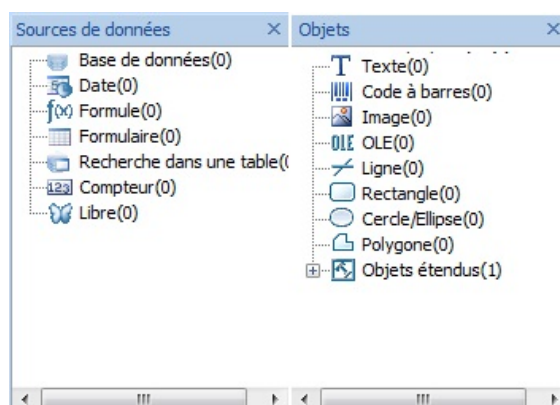 Sources de données
Base de données(0)
Date(0)
Formule(0)
Formulaire(0)
Recherche dans une table(
Compteur(0)
Libre(0)
Objets
Texte(0)
Code à barres(0)
Image(0)
OLE(0)
Ligne(0)
Rectangle(0)
Cercle/Ellipse(0)
Polygone(0)
Objets étendus(1)